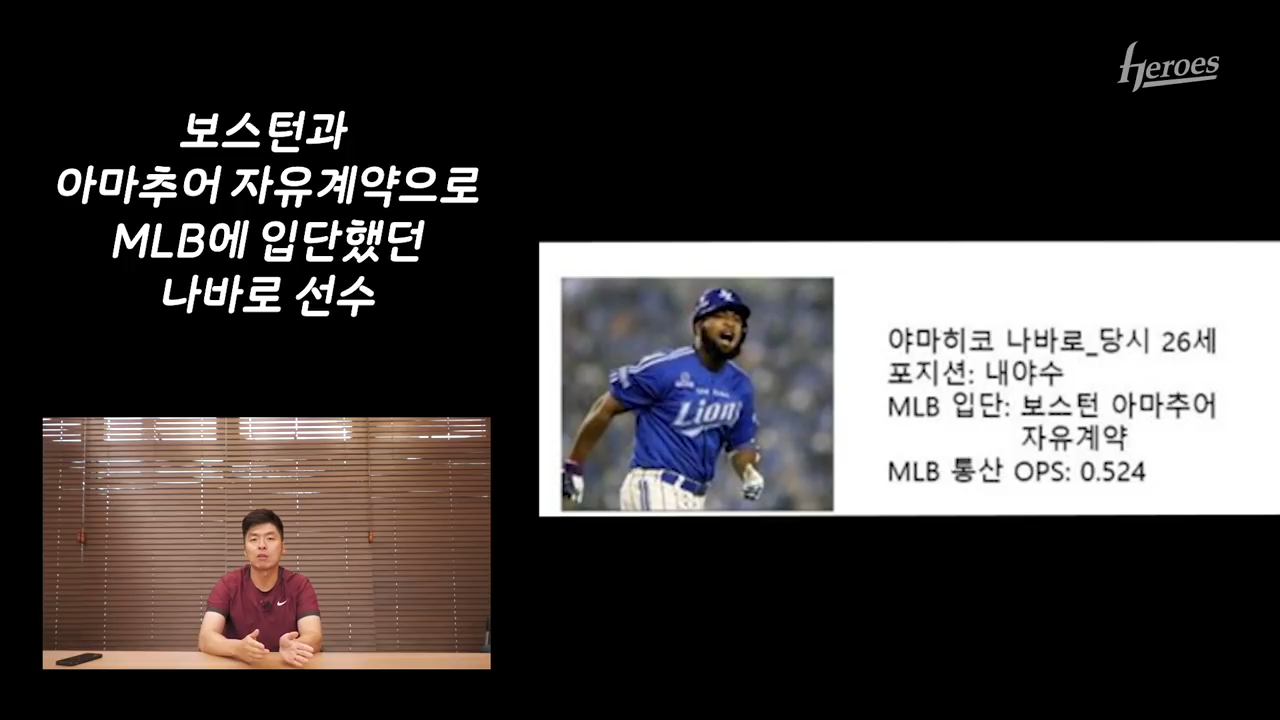 heroes
보스턴과
아마추어 자유계약으로
MLB에 입단했던
나바로 선수
야마히코 나바로_당시 26세
포지션: 내야수
MLB 입단: 보스턴 아마추어
자유계약
MLB 통산 OPS: 0.524
Lions